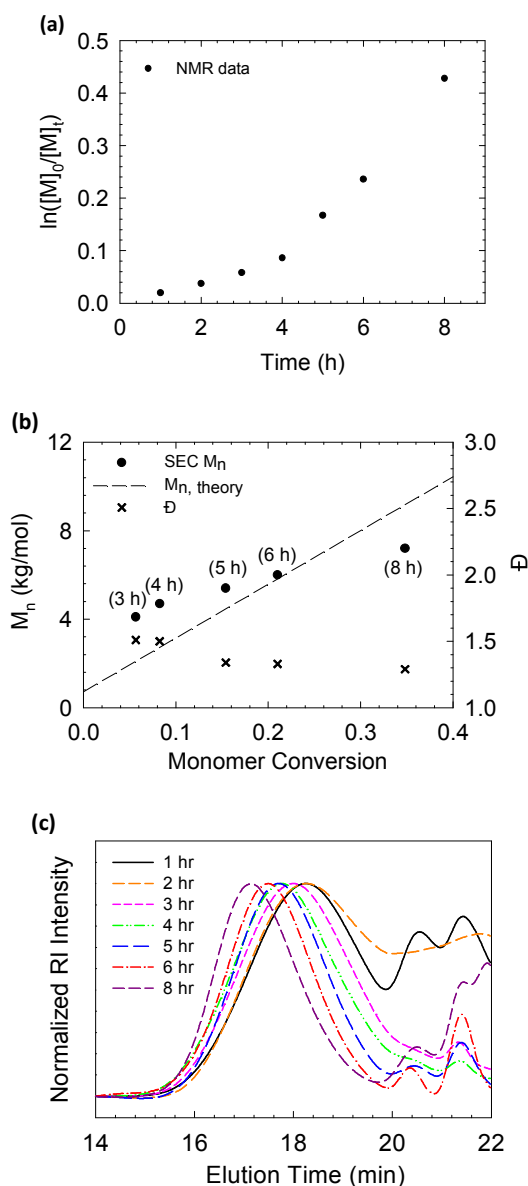 (a)
0.5
0.4
0.3
0.2
0.1
0.0
ln([M]0/[M]t)
NMR data
0 2 4 6 8
Time (h)
(b)
12
8
4
0
Mn (kg/mol)
SEC Mn
Mn, theory
Đ
(3 h)
(4 h)
(5 h)
(6 h)
(8 h)
3.0
2.5
2.0
1.5
1.0
Đ
0.0 0.1 0.2 0.3 0.4
Monomer Conversion
(c)
Normalized RI Intensity
1 hr
2 hr
3 hr
4 hr
5 hr
6 hr
8 hr
14 16 18 20 22
Elution Time (min)